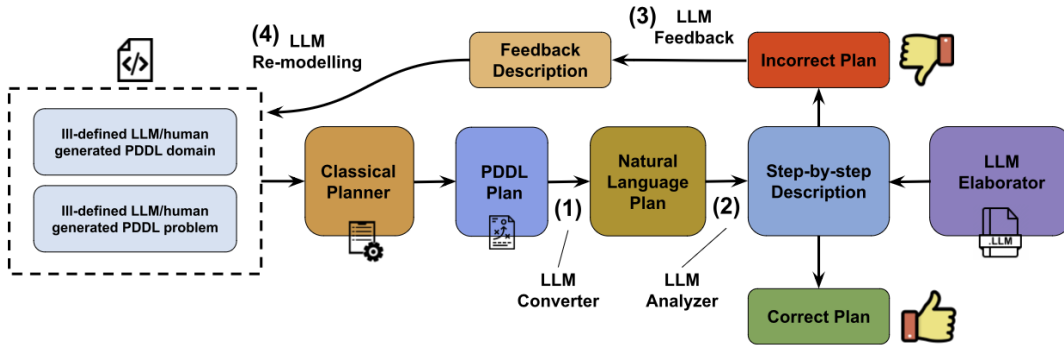 (4) LLM
Re-modelling
Feedback
Description
(3) LLM
Feedback
Incorrect Plan
Ill-defined LLM/human
generated PDDL domain
Ill-defined LLM/human
generated PDDL problem
Classical
Planner
PDDL
Plan
(1)
LLM
Converter
Natural
Language
Plan
(2)
LLM
Analyzer
Step-by-step
Description
LLM
Elaborator
.LLM
Correct Plan